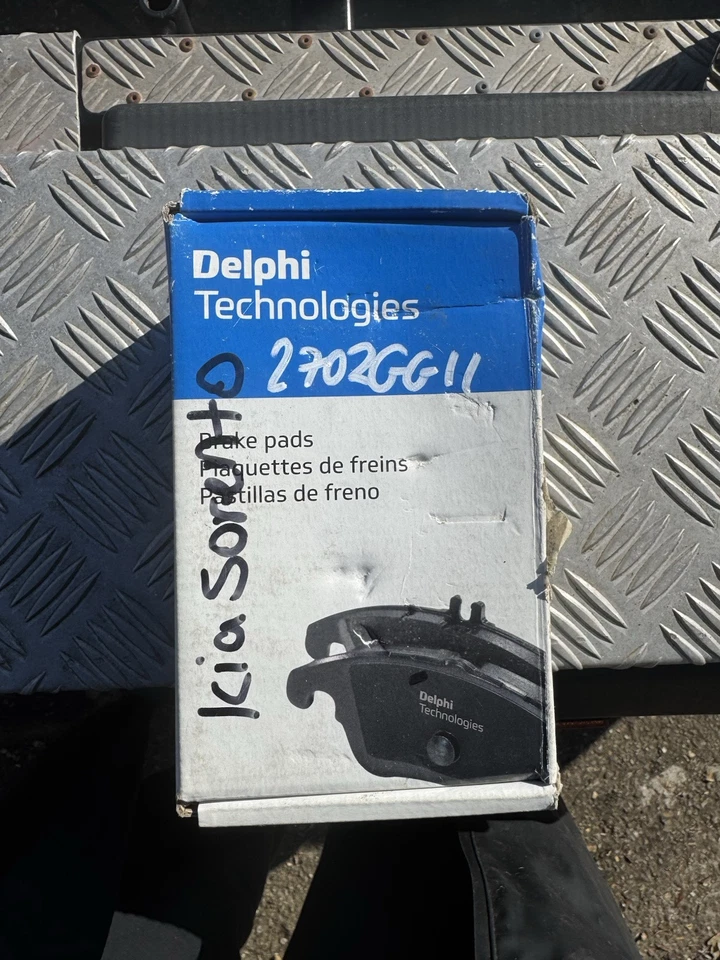 Delphi
Technologies
2702GG11
Brake pads
Plaquettes de freins
Pastillas de freno
Kia Sorento
Delphi
Technologies